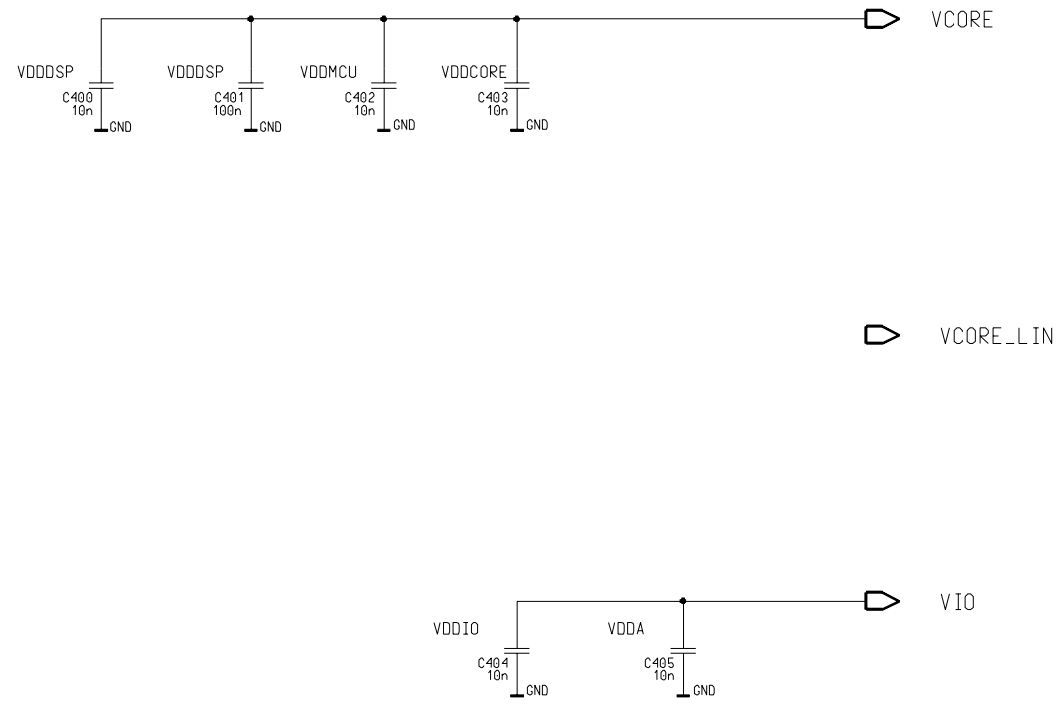 VCORE
VDDDSP VDDDSP VDDMCU VDDCORE
C400 C401 C402 C403
10n 100n 10n 10n
GND GND GND GND
VCORE_LIN
VIO
VDDIO VDDA
C404 C405
10n 10n
GND GND